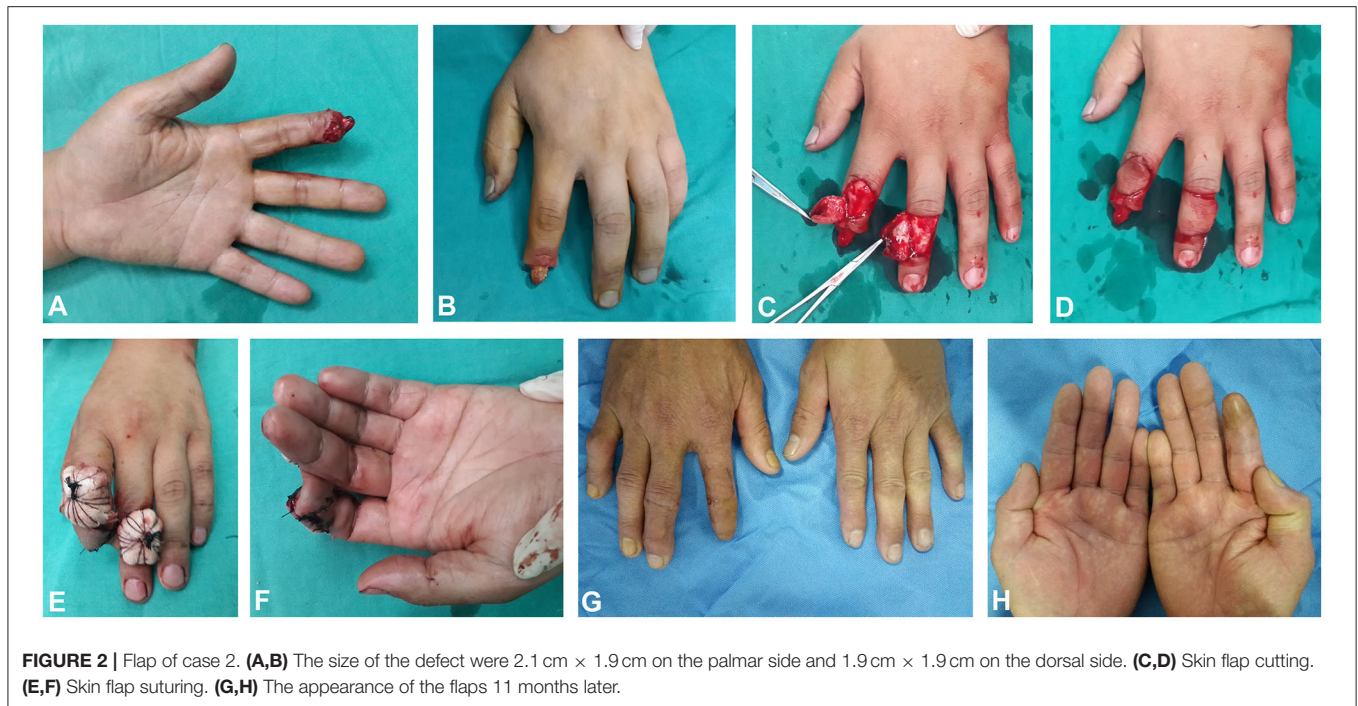 A
B
C
D
E
F
G
H
FIGURE 2 | Flap of case 2. (A,B) The size of the defect were 2.1 cm × 1.9 cm on the palmar side and 1.9 cm × 1.9 cm on the dorsal side. (C,D) Skin flap cutting.
(E,F) Skin flap suturing. (G,H) The appearance of the flaps 11 months later.